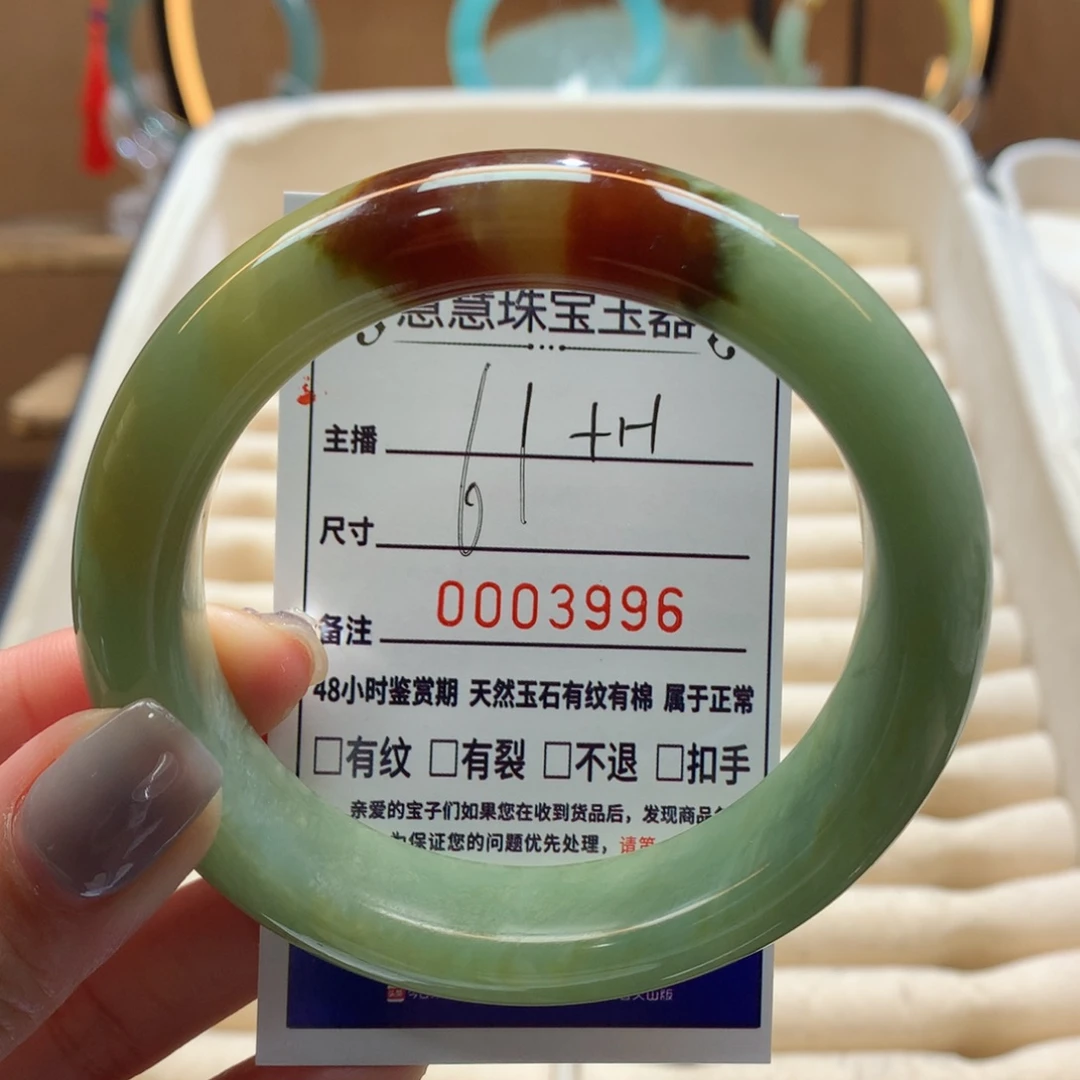 慧慧珠宝玉器
主播
61 +H
尺寸
备注 0003996
48小时鉴赏期 天然玉石有纹有棉 属于正常
□有纹 □有裂 □不退 □扣手
亲爱的宝子们如果您在收到货品后，发现商品
为保证您的问题优先处理，请第